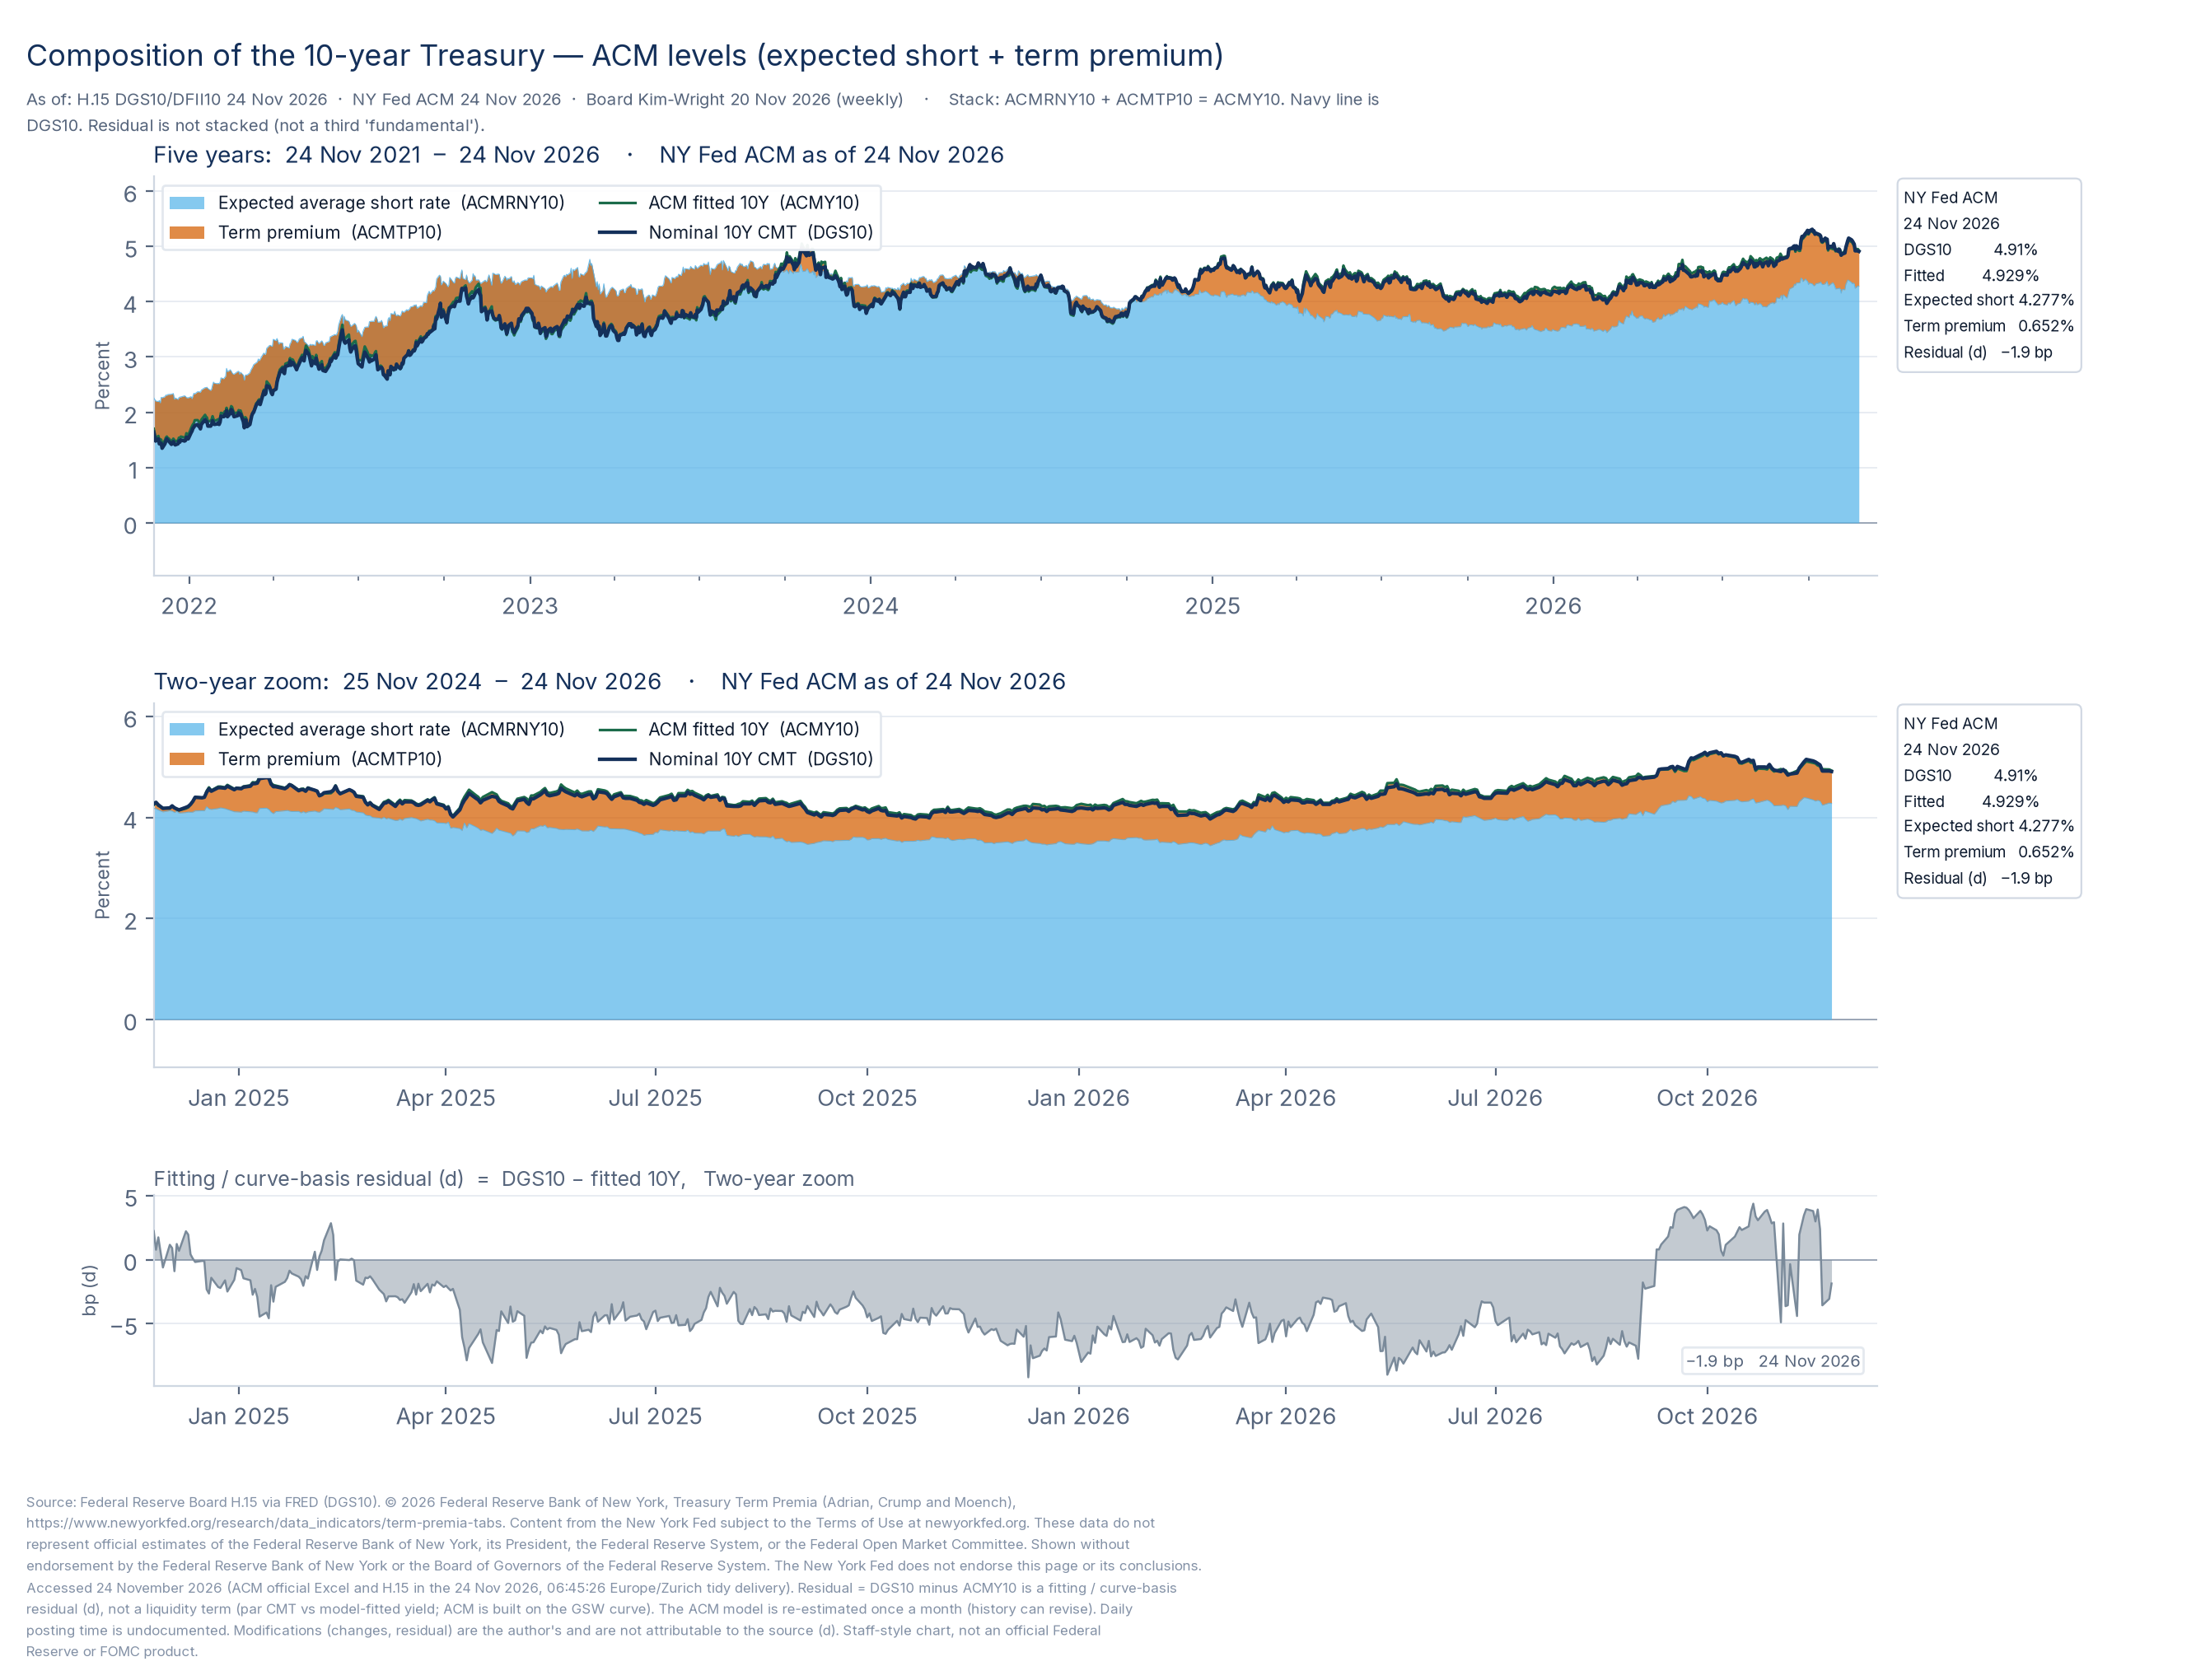 Composition of the 10-year Treasury — ACM levels (expected short + term premium)
As of: H.15 DGS10/DFII10 24 Nov 2026 · NY Fed ACM 24 Nov 2026 · Board Kim-Wright 20 Nov 2026 (weekly) · Stack: ACMRNY10 + ACMTP10 = ACMY10. Navy line is
DGS10. Residual is not stacked (not a third 'fundamental').
Five years: 24 Nov 2021 – 24 Nov 2026 · NY Fed ACM as of 24 Nov 2026
Expected average short rate (ACMRNY10)
Term premium (ACMTP10)
ACM fitted 10Y (ACMY10)
Nominal 10Y CMT (DGS10)
6
5
4
3
2
1
0
Percent
2022 2023 2024 2025 2026
NY Fed ACM
24 Nov 2026
DGS10 4.91%
Fitted 4.929%
Expected short 4.277%
Term premium 0.652%
Residual (d) −1.9 bp
Two-year zoom: 25 Nov 2024 – 24 Nov 2026 · NY Fed ACM as of 24 Nov 2026
Expected average short rate (ACMRNY10)
Term premium (ACMTP10)
ACM fitted 10Y (ACMY10)
Nominal 10Y CMT (DGS10)
6
4
2
0
Percent
Jan 2025 Apr 2025 Jul 2025 Oct 2025 Jan 2026 Apr 2026 Jul 2026 Oct 2026
NY Fed ACM
24 Nov 2026
DGS10 4.91%
Fitted 4.929%
Expected short 4.277%
Term premium 0.652%
Residual (d) −1.9 bp
Fitting / curve-basis residual (d) = DGS10 − fitted 10Y, Two-year zoom
5
0
−5
bp (d)
−1.9 bp 24 Nov 2026
Jan 2025 Apr 2025 Jul 2025 Oct 2025 Jan 2026 Apr 2026 Jul 2026 Oct 2026
Source: Federal Reserve Board H.15 via FRED (DGS10). © 2026 Federal Reserve Bank of New York, Treasury Term Premia (Adrian, Crump and Moench),
https://www.newyorkfed.org/research/data_indicators/term-premia-tabs. Content from the New York Fed subject to the Terms of Use at newyorkfed.org. These data do not
represent official estimates of the Federal Reserve Bank of New York, its President, the Federal Reserve System, or the Federal Open Market Committee. Shown without
endorsement by the Federal Reserve Bank of New York or the Board of Governors of the Federal Reserve System. The New York Fed does not endorse this page or its conclusions.
Accessed 24 November 2026 (ACM official Excel and H.15 in the 24 Nov 2026, 06:45:26 Europe/Zurich tidy delivery). Residual = DGS10 minus ACMY10 is a fitting / curve-basis
residual (d), not a liquidity term (par CMT vs model-fitted yield; ACM is built on the GSW curve). The ACM model is re-estimated once a month (history can revise). Daily
posting time is undocumented. Modifications (changes, residual) are the author's and are not attributable to the source (d). Staff-style chart, not an official Federal
Reserve or FOMC product.